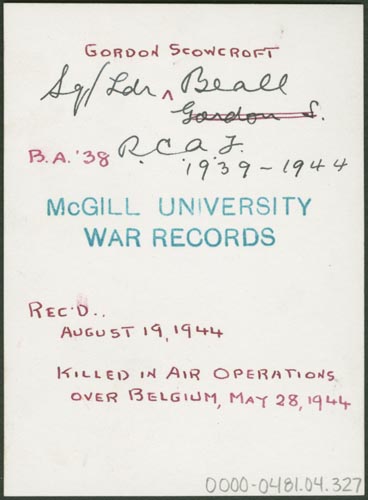 GORDON SCOWCROFT
Sq/Ldr ^ Beall
Gordon S.
B.A. '38 R.C.A.F.
1939-1944
McGILL UNIVERSITY
WAR RECORDS
REC'D..
AUGUST 19, 1944
KILLED IN AIR OPERATIONS
OVER BELGIUM, MAY 28, 1944
0000-0481.04.327